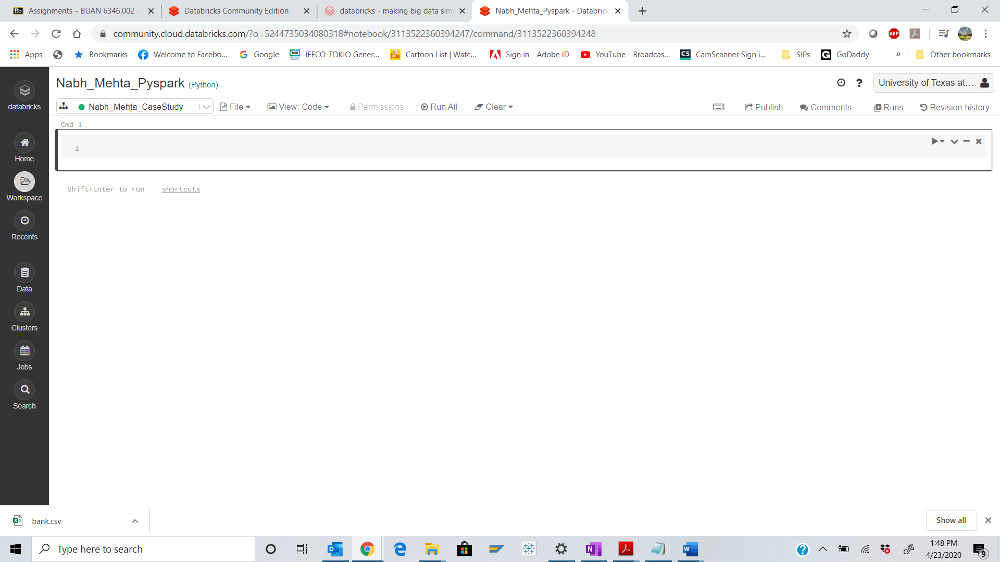 Bb Assignments – BUAN 6346.002 -
Databricks Community Edition
databricks - making big data sim
Nabh_Mehta_Pyspark - Databrick
community.cloud.databricks.com/?o=5244735034080318#notebook/3113522360394247/command/3113522360394248
ABP
Apps
Bookmarks
Welcome to Facebo...
Google
IFFCO-TOKIO Gener...
Cartoon List | Watc...
Sign in - Adobe ID
YouTube - Broadcas...
CS CamScanner Sign i...
SIPs
GoDaddy
»
Other bookmarks
Nabh_Mehta_Pyspark (Python)
? University of Texas at...
databricks
Nabh_Mehta_CaseStudy
File
View: Code
Permissions
Run All
Clear
Publish
Comments
Runs
Revision history
Cmd 1
1
Shift+Enter to run shortcuts
Home
Workspace
Recents
Data
Clusters
Jobs
Search
bank.csv
Show all
Type here to search
1:48 PM
4/23/2020
9